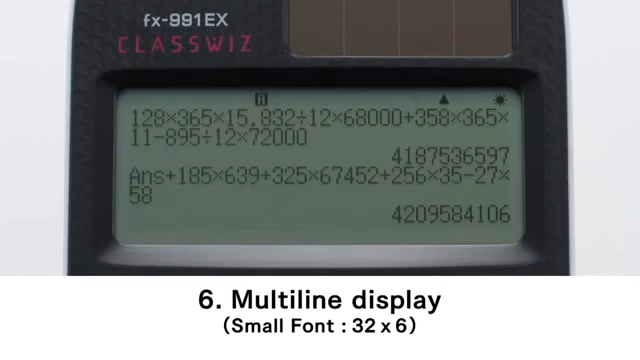 fx-991EX
CLASSWIZ
R
128×365×15.832÷12×68000+358×365×
11-895÷12×72000
4187536597
Ans+185×639+325×67452+256×35-27×
58
4209584106
6. Multiline display
(Small Font : 32 x 6)